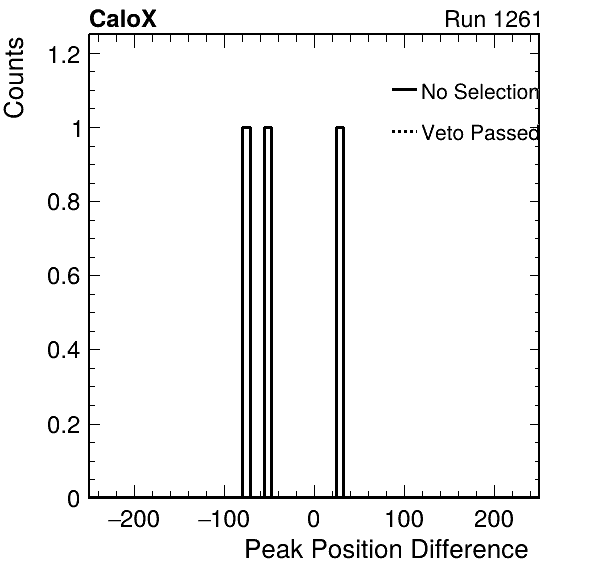 CaloX Run 1261
Counts
1.2
1
0.8
0.6
0.4
0.2
0
No Selection
Veto Passed
−200 −100 0 100 200
Peak Position Difference